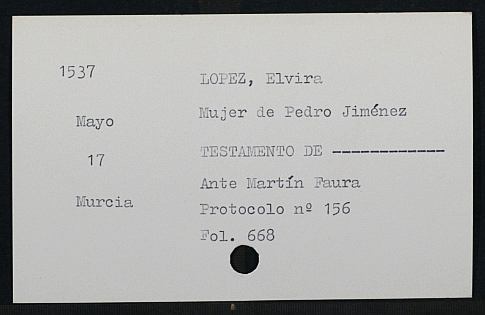 1537
Mayo
17
Murcia
LOPEZ, Elvira
Mujer de Pedro Jiménez
TESTAMENTO DE ------------
Ante Martín Faura
Protocolo nº 156
Fol. 668